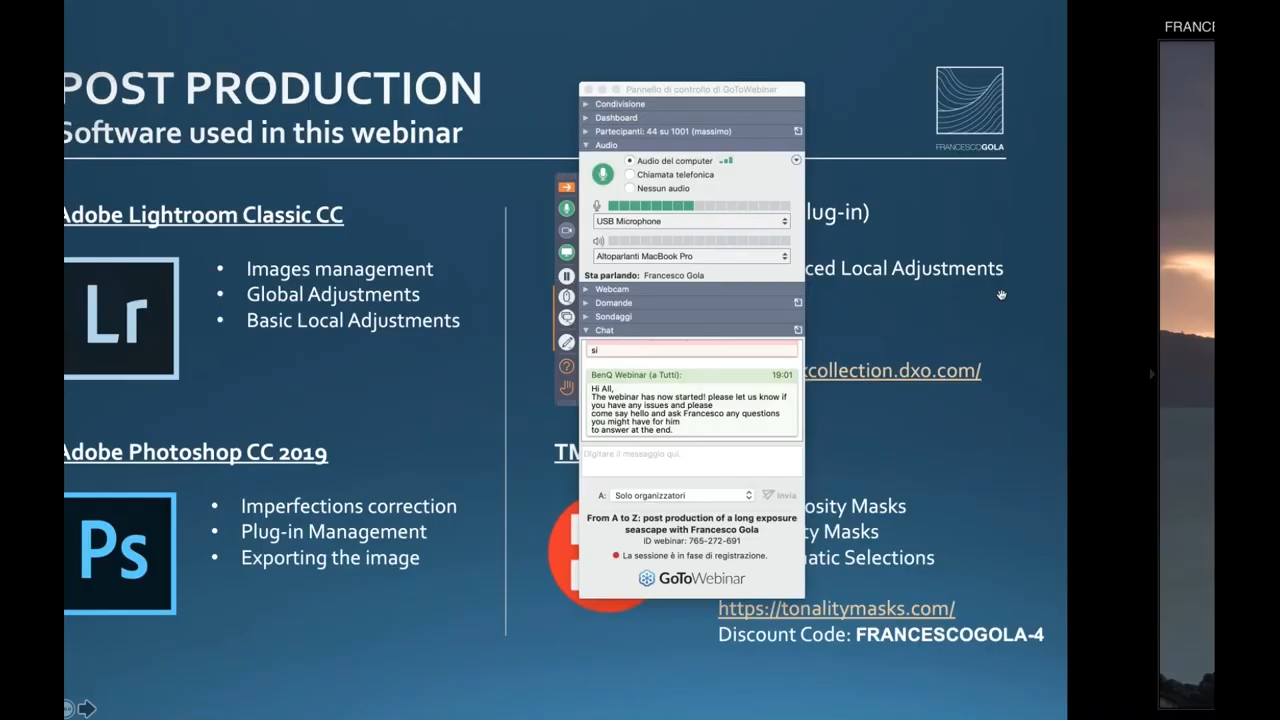 POST PRODUCTION
Software used in this webinar
FRANCESCOGOLA
Adobe Lightroom Classic CC
Lr
• Images management
• Global Adjustments
• Basic Local Adjustments
Adobe Photoshop CC 2019
Ps
• Imperfections correction
• Plug-in Management
• Exporting the image
lug-in)
ced Local Adjustments
collection.dxo.com/
TM
osity Masks
ty Masks
atic Selections
https://tonalitymasks.com/
Discount Code: FRANCESCOGOLA-4
Pannello di controllo di GoToWebinar
Condivisione
Dashboard
Partecipanti: 44 su 1001 (massimo)
Audio
Audio del computer
Chiamata telefonica
Nessun audio
USB Microphone
Altoparlanti MacBook Pro
Sta parlando: Francesco Gola
Webcam
Domande
Sondaggi
Chat
si
BenQ Webinar (a Tutti): 19:01
Hi All,
The webinar has now started! please let us know if
you have any issues and please
come say hello and ask Francesco any questions
you might have for him
to answer at the end.
Digitare il messaggio qui.
A: Solo organizzatori Invia
From A to Z: post production of a long exposure
seascape with Francesco Gola
ID webinar: 765-272-691
La sessione è in fase di registrazione.
GoToWebinar
FRANCE